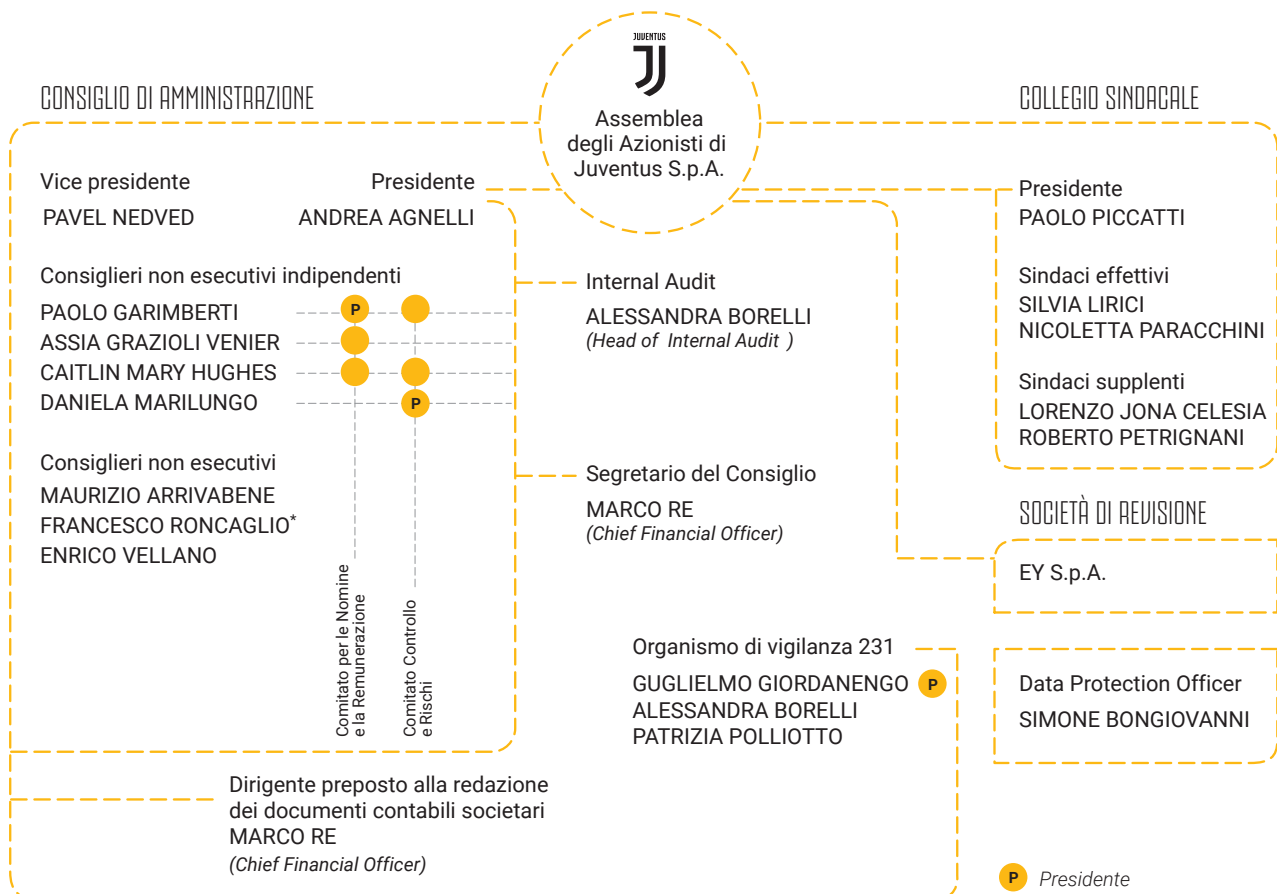 JUVENTUS
Assemblea
degli Azionisti di
Juventus S.p.A.
CONSIGLIO DI AMMINISTRAZIONE
Vice presidente
PAVEL NEDVED
Presidente
ANDREA AGNELLI
Consiglieri non esecutivi indipendenti
PAOLO GARIMBERTI
P
ASSIA GRAZIOLI VENIER
CAITLIN MARY HUGHES
DANIELA MARILUNGO
P
Consiglieri non esecutivi
MAURIZIO ARRIVABENE
FRANCESCO RONCAGLIO*
ENRICO VELLANO
Comitato per le Nomine
e la Remunerazione
Comitato Controllo
e Rischi
Internal Audit
ALESSANDRA BORELLI
(Head of Internal Audit )
Segretario del Consiglio
MARCO RE
(Chief Financial Officer)
Organismo di vigilanza 231
GUGLIELMO GIORDANENGO P
ALESSANDRA BORELLI
PATRIZIA POLLIOTTO
Dirigente preposto alla redazione
dei documenti contabili societari
MARCO RE
(Chief Financial Officer)
COLLEGIO SINDACALE
Presidente
PAOLO PICCATTI
Sindaci effettivi
SILVIA LIRICI
NICOLETTA PARACCHINI
Sindaci supplenti
LORENZO JONA CELESIA
ROBERTO PETRIGNANI
SOCIETÀ DI REVISIONE
EY S.p.A.
Data Protection Officer
SIMONE BONGIOVANNI
P Presidente